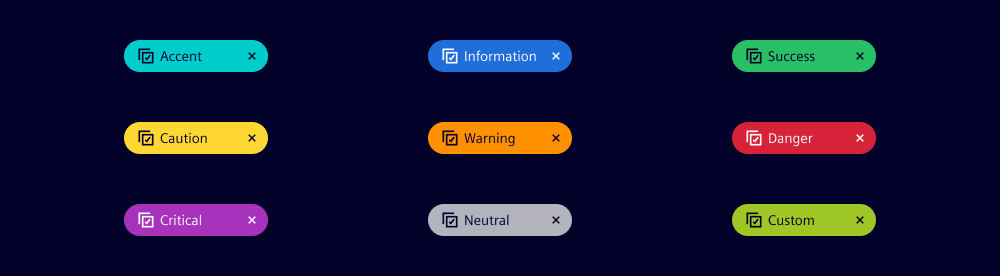 Accent
Information
Success
Caution
Warning
Danger
Critical
Neutral
Custom